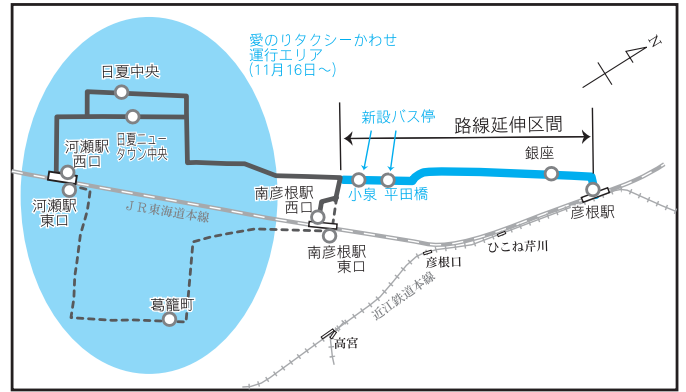 愛のりタクシーかわせ
運行エリア
(11月16日～)
N
新設バス停
路線延伸区間
日夏中央
日夏ニュー
タウン中央
河瀬駅
西口
銀座
南彦根駅
西口
小泉
平田橋
河瀬駅
東口
JR東海道本線
彦根駅
南彦根駅
東口
ひこね芹川
彦根口
葛籠町
近江鉄道本線
高宮